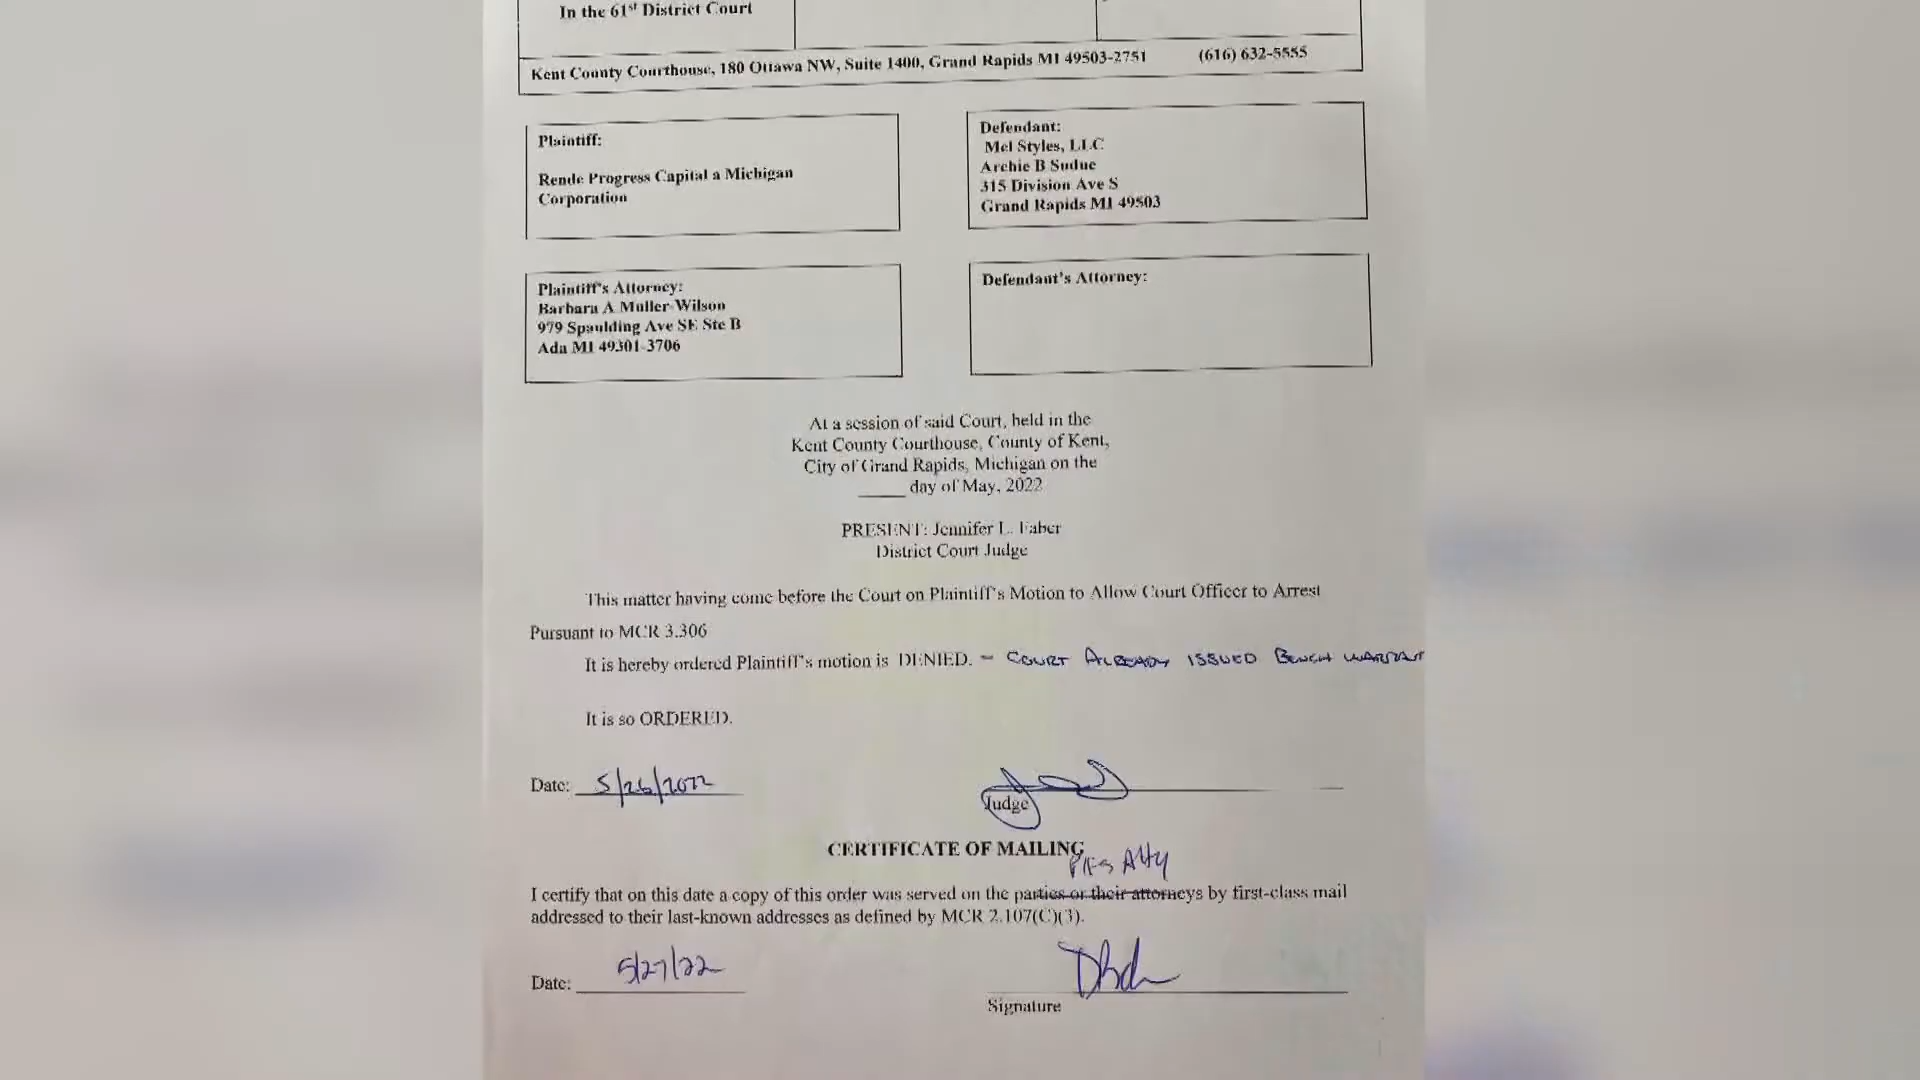 In the 61st District Court
Kent County Courthouse, 180 Ottawa NW, Suite 1400, Grand Rapids MI 49503-2751 (616) 632-5555
Plaintiff:
Rende Progress Capital a Michigan
Corporation
Defendant:
Mel Styles, LLC
Archie B Sudue
315 Division Ave S
Grand Rapids MI 49503
Plaintiff's Attorney:
Barbara A Muller-Wilson
979 Spaulding Ave SE Ste B
Ada MI 49301-3706
Defendant's Attorney:
At a session of said Court, held in the
Kent County Courthouse, County of Kent,
City of Grand Rapids, Michigan on the
_____ day of May, 2022
PRESENT: Jennifer L. Faber
District Court Judge
This matter having come before the Court on Plaintiff's Motion to Allow Court Officer to Arrest
Pursuant to MCR 3.306
It is hereby ordered Plaintiff's motion is DENIED. - COURT ALREADY ISSUED BENCH WARRANT
It is so ORDERED.
Date: 5/26/2022
Judge
CERTIFICATE OF MAILING
Atty
I certify that on this date a copy of this order was served on the parties or their attorneys by first-class mail
addressed to their last-known addresses as defined by MCR 2.107(C)(3).
Date: 5/27/22
Signature